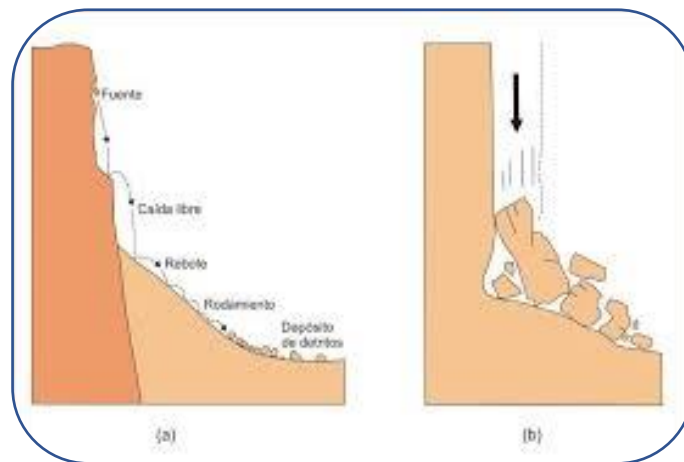 Fuente
Caída libre
Rebote
Rodamiento
Depósito
de detritos
(a)
(b)